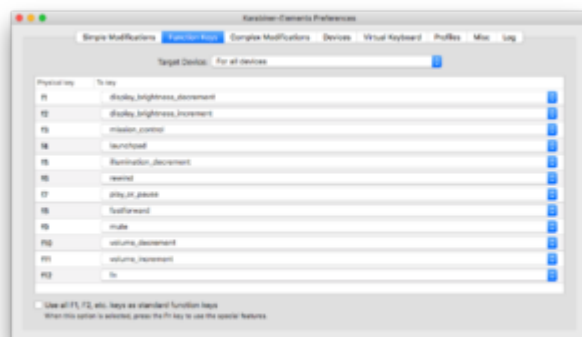 Karabiner-Elements Preferences
Simple Modifications Function Keys Complex Modifications Devices Virtual Keyboard Profiles Misc Log
Target Device: For all devices
Physical key To key
f1 display_brightness_decrement
f2 display_brightness_increment
f3 mission_control
f4 launchpad
f5 illumination_decrement
f6 rewind
f7 play_or_pause
f8 fastforward
f9 mute
f10 volume_decrement
f11 volume_increment
f12 fn
Use all F1, F2, etc. keys as standard function keys
When this option is selected, press the Fn key to use the special features.